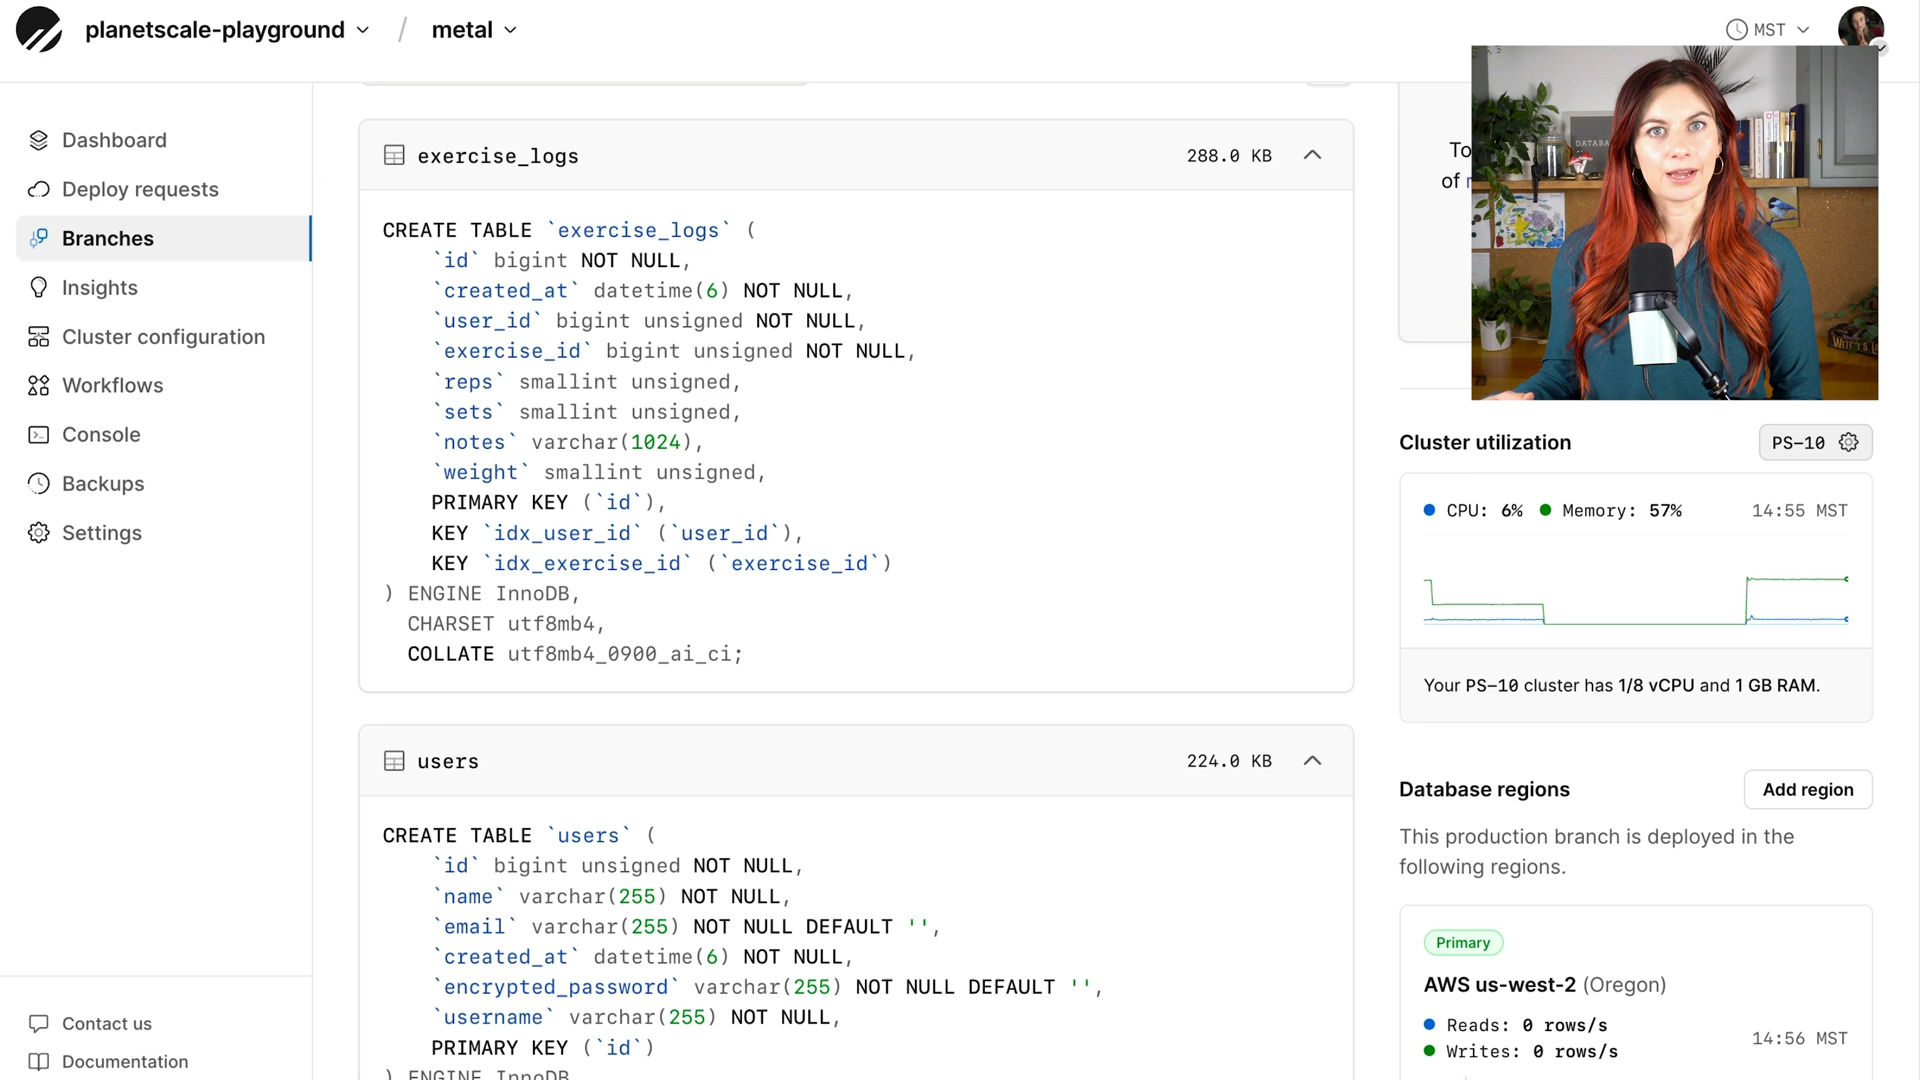 planetscale-playground / metal
MST
Dashboard
Deploy requests
Branches
Insights
Cluster configuration
Workflows
Console
Backups
Settings
Contact us
Documentation
exercise_logs
288.0 KB
CREATE TABLE `exercise_logs` (
`id` bigint NOT NULL,
`created_at` datetime(6) NOT NULL,
`user_id` bigint unsigned NOT NULL,
`exercise_id` bigint unsigned NOT NULL,
`reps` smallint unsigned,
`sets` smallint unsigned,
`notes` varchar(1024),
`weight` smallint unsigned,
PRIMARY KEY (`id`),
KEY `idx_user_id` (`user_id`),
KEY `idx_exercise_id` (`exercise_id`)
) ENGINE InnoDB,
CHARSET utf8mb4,
COLLATE utf8mb4_0900_ai_ci;
users
224.0 KB
CREATE TABLE `users` (
`id` bigint unsigned NOT NULL,
`name` varchar(255) NOT NULL,
`email` varchar(255) NOT NULL DEFAULT '',
`created_at` datetime(6) NOT NULL,
`encrypted_password` varchar(255) NOT NULL DEFAULT '',
`username` varchar(255) NOT NULL,
PRIMARY KEY (`id`)
) ENGINE InnoDB
To
of
DATABA
Cluster utilization
PS-10
CPU: 6% Memory: 57%
14:55 MST
Your PS-10 cluster has 1/8 vCPU and 1 GB RAM.
Database regions
Add region
This production branch is deployed in the
following regions.
Primary
AWS us-west-2 (Oregon)
Reads: 0 rows/s
Writes: 0 rows/s
14:56 MST